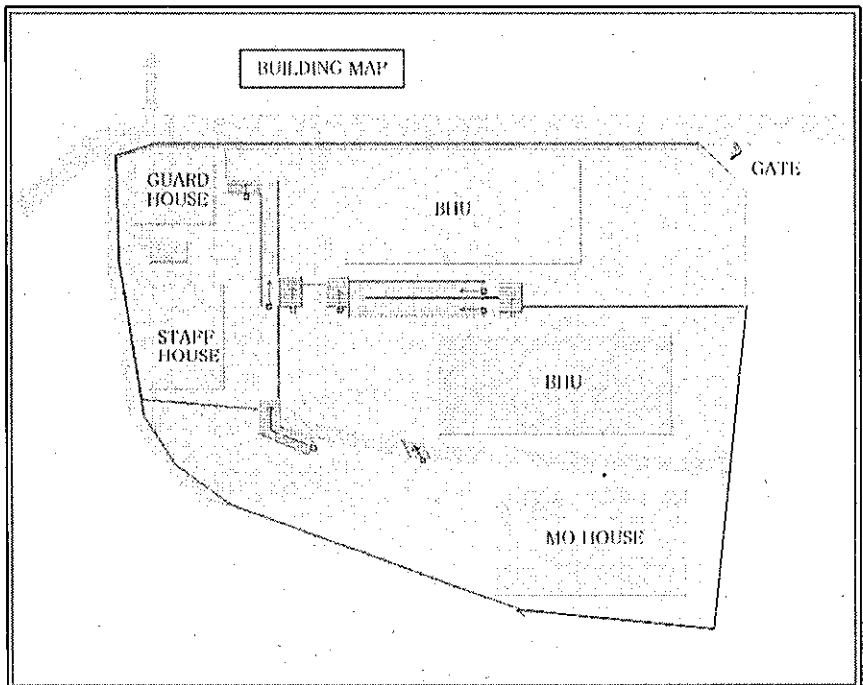 BUILDING MAP
GATE
GUARD
HOUSE
BHU
STAFF
HOUSE
BHU
MO HOUSE